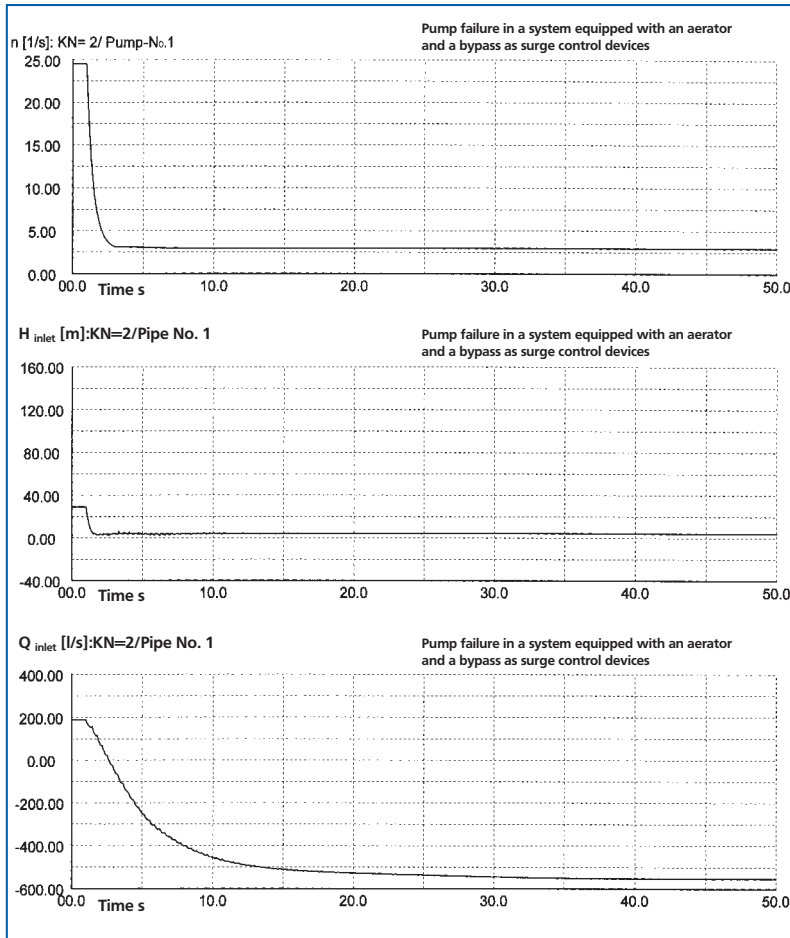 Pump failure in a system equipped with an aerator
and a bypass as surge control devices
n [1/s]: KN= 2/ Pump-No.1
25.00
20.00
15.00
10.00
5.00
0.00
00.0 Time s 10.0 20.0 30.0 40.0 50.0
H inlet [m]:KN=2/Pipe No. 1
Pump failure in a system equipped with an aerator
and a bypass as surge control devices
160.00
120.00
80.00
40.00
0.00
-40.00
00.0 Time s 10.0 20.0 30.0 40.0 50.0
Q inlet [l/s]:KN=2/Pipe No. 1
Pump failure in a system equipped with an aerator
and a bypass as surge control devices
400.00
200.00
0.00
-200.00
-400.00
-600.00
00.0 Time s 10.0 20.0 30.0 40.0 50.0